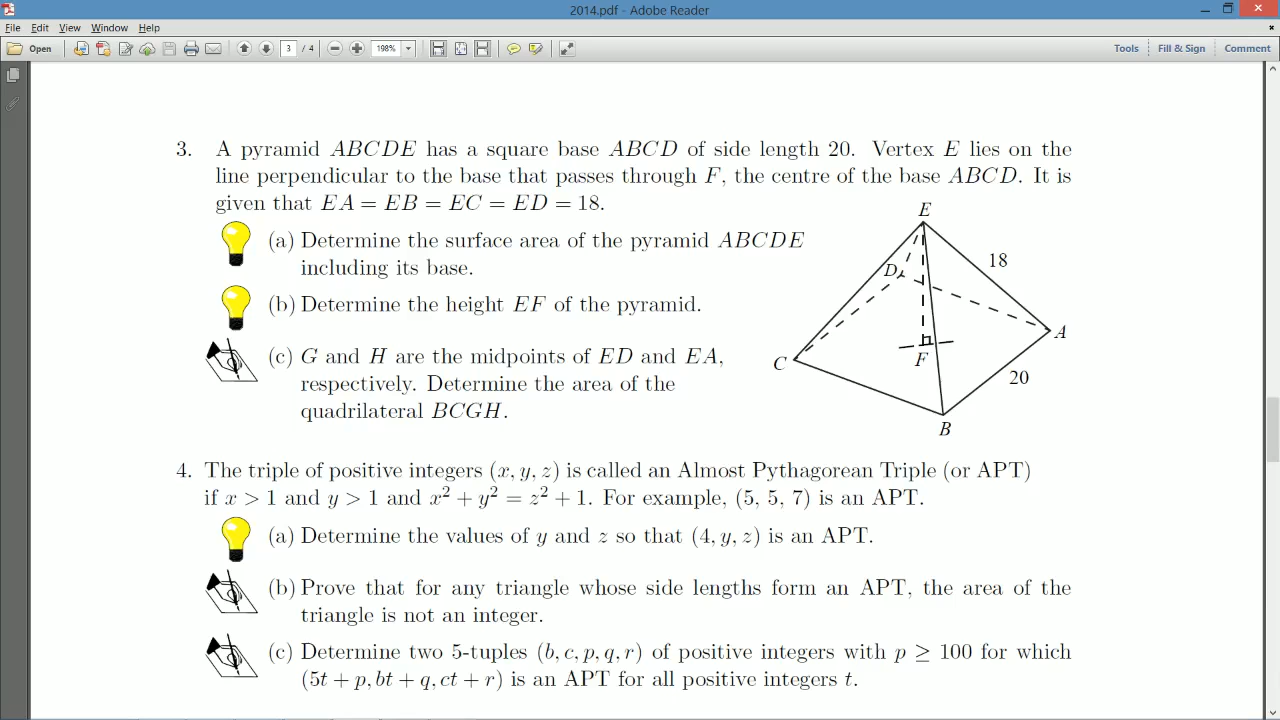 2014.pdf - Adobe Reader
File Edit View Window Help
Open 3 / 4 198% Tools Fill & Sign Comment
3. A pyramid ABCDE has a square base ABCD of side length 20. Vertex E lies on the
line perpendicular to the base that passes through F, the centre of the base ABCD. It is
given that EA = EB = EC = ED = 18.
(a) Determine the surface area of the pyramid ABCDE
including its base.
(b) Determine the height EF of the pyramid.
(c) G and H are the midpoints of ED and EA,
respectively. Determine the area of the
quadrilateral BCGH.
E
18
D
A
F
C
20
B
4. The triple of positive integers (x, y, z) is called an Almost Pythagorean Triple (or APT)
if x > 1 and y > 1 and x² + y² = z² + 1. For example, (5, 5, 7) is an APT.
(a) Determine the values of y and z so that (4, y, z) is an APT.
(b) Prove that for any triangle whose side lengths form an APT, the area of the
triangle is not an integer.
(c) Determine two 5-tuples (b, c, p, q, r) of positive integers with p ≥ 100 for which
(5t + p, bt + q, ct + r) is an APT for all positive integers t.